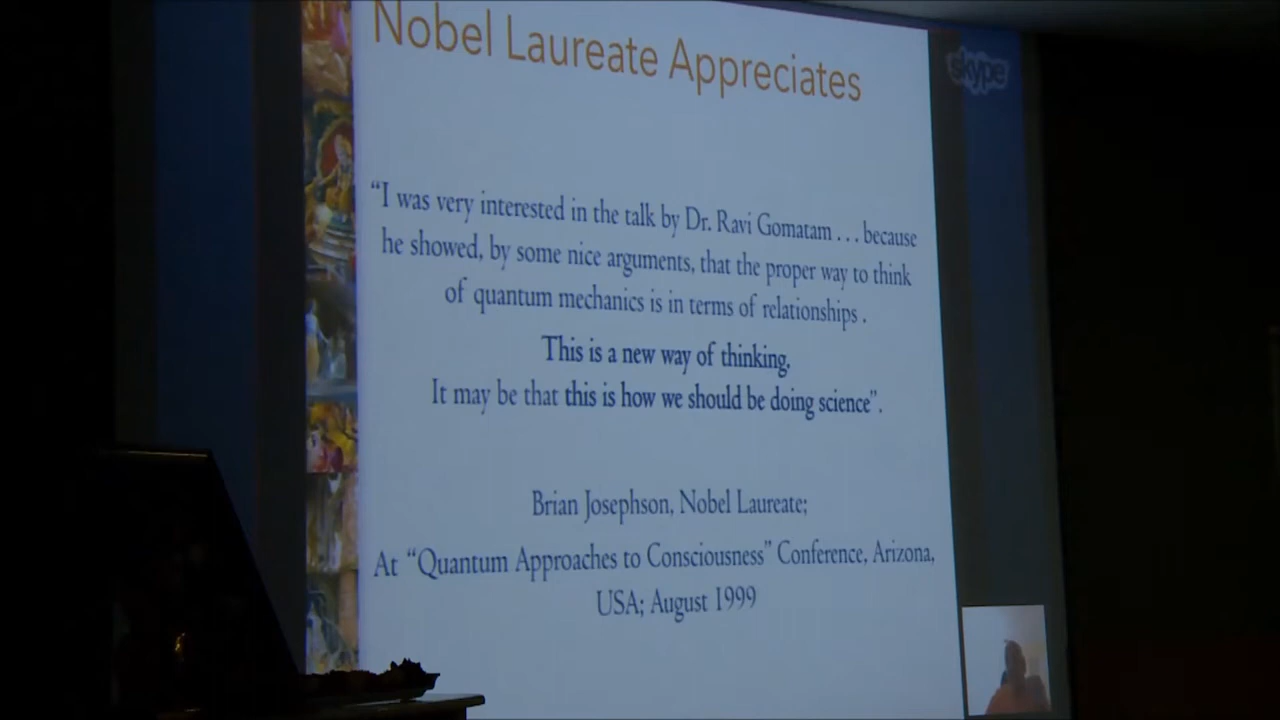 Nobel Laureate Appreciates
skype
“I was very interested in the talk by Dr. Ravi Gomatam . . . because
he showed, by some nice arguments, that the proper way to think
of quantum mechanics is in terms of relationships .
This is a new way of thinking.
It may be that this is how we should be doing science”.
Brian Josephson, Nobel Laureate;
At “Quantum Approaches to Consciousness” Conference, Arizona,
USA; August 1999